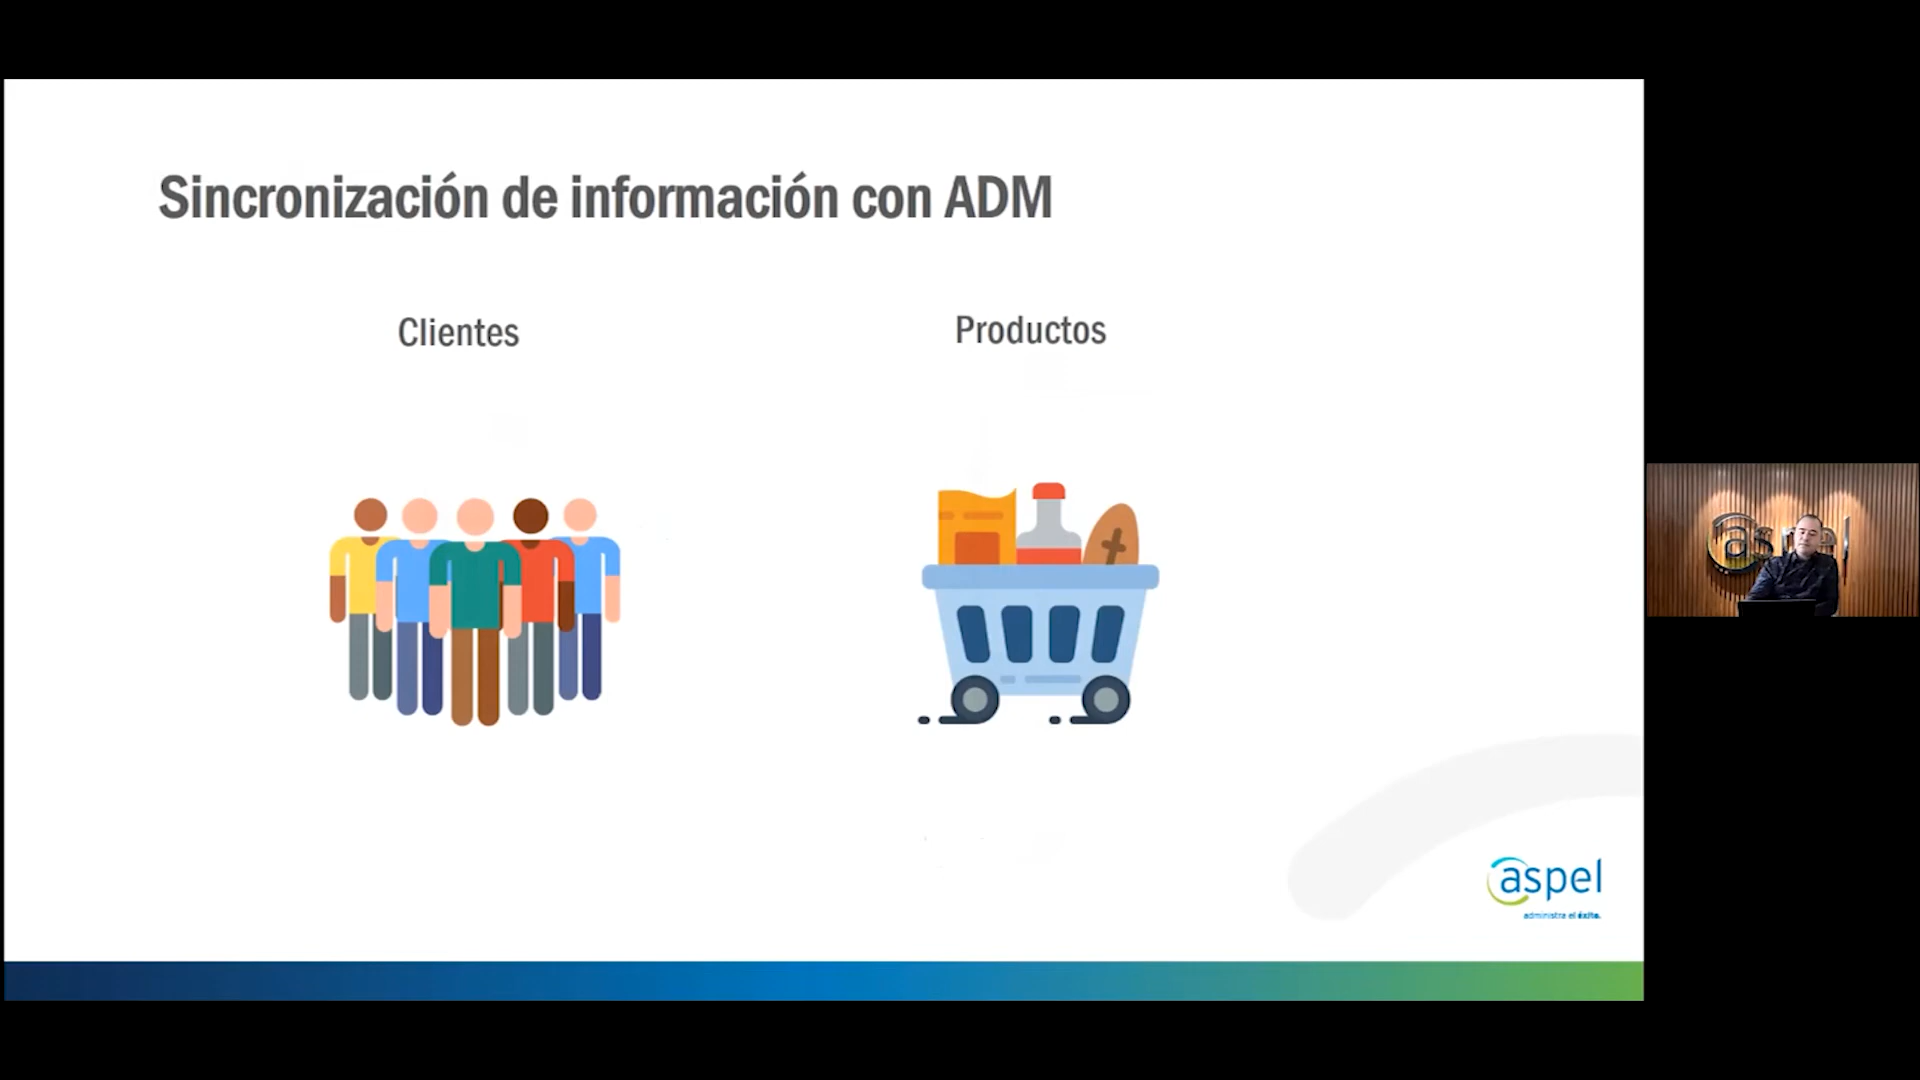 Sincronización de información con ADM
Clientes
Productos
aspel
administra el éxito.